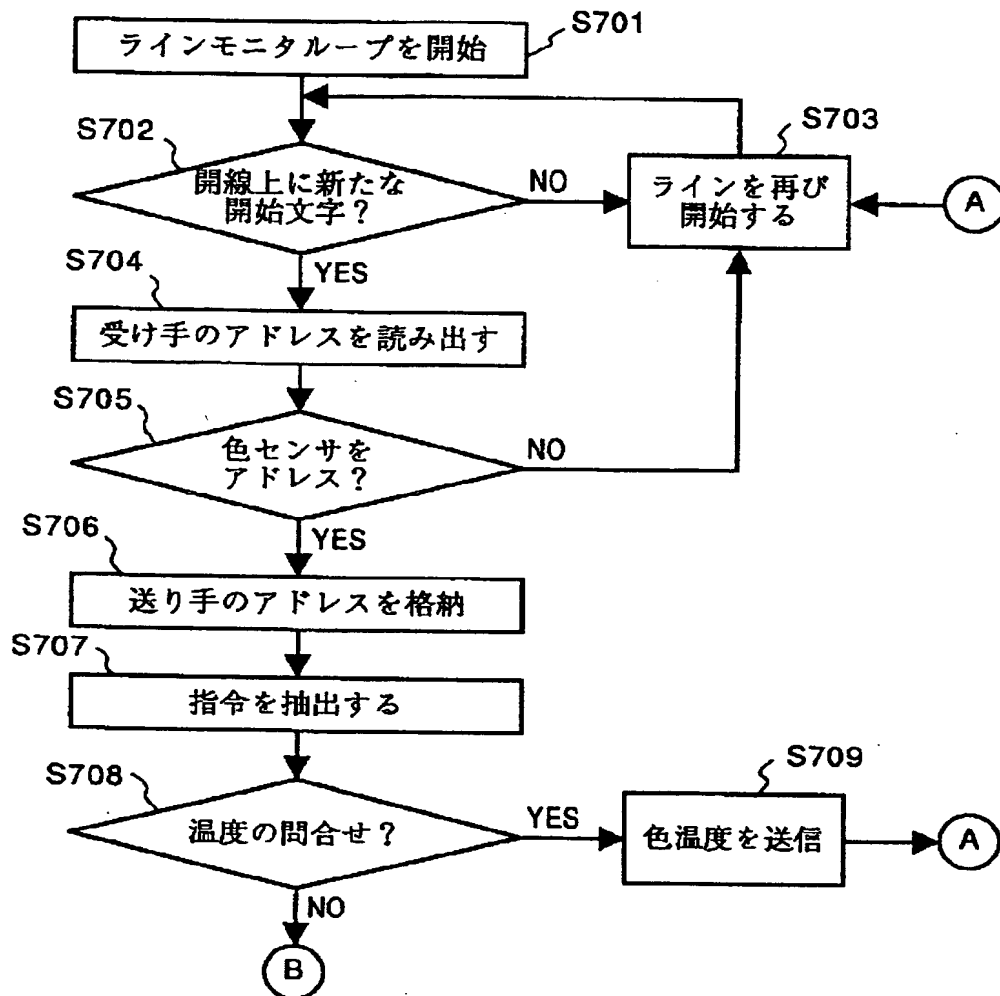 S701
ラインモニタループを開始
S702
S703
開線上に新たな
開始文字？
NO
ラインを再び
開始する
A
YES
S704
受け手のアドレスを読み出す
S705
色センサを
アドレス？
NO
YES
S706
送り手のアドレスを格納
S707
指令を抽出する
S708
S709
温度の問合せ？
YES
色温度を送信
A
NO
B